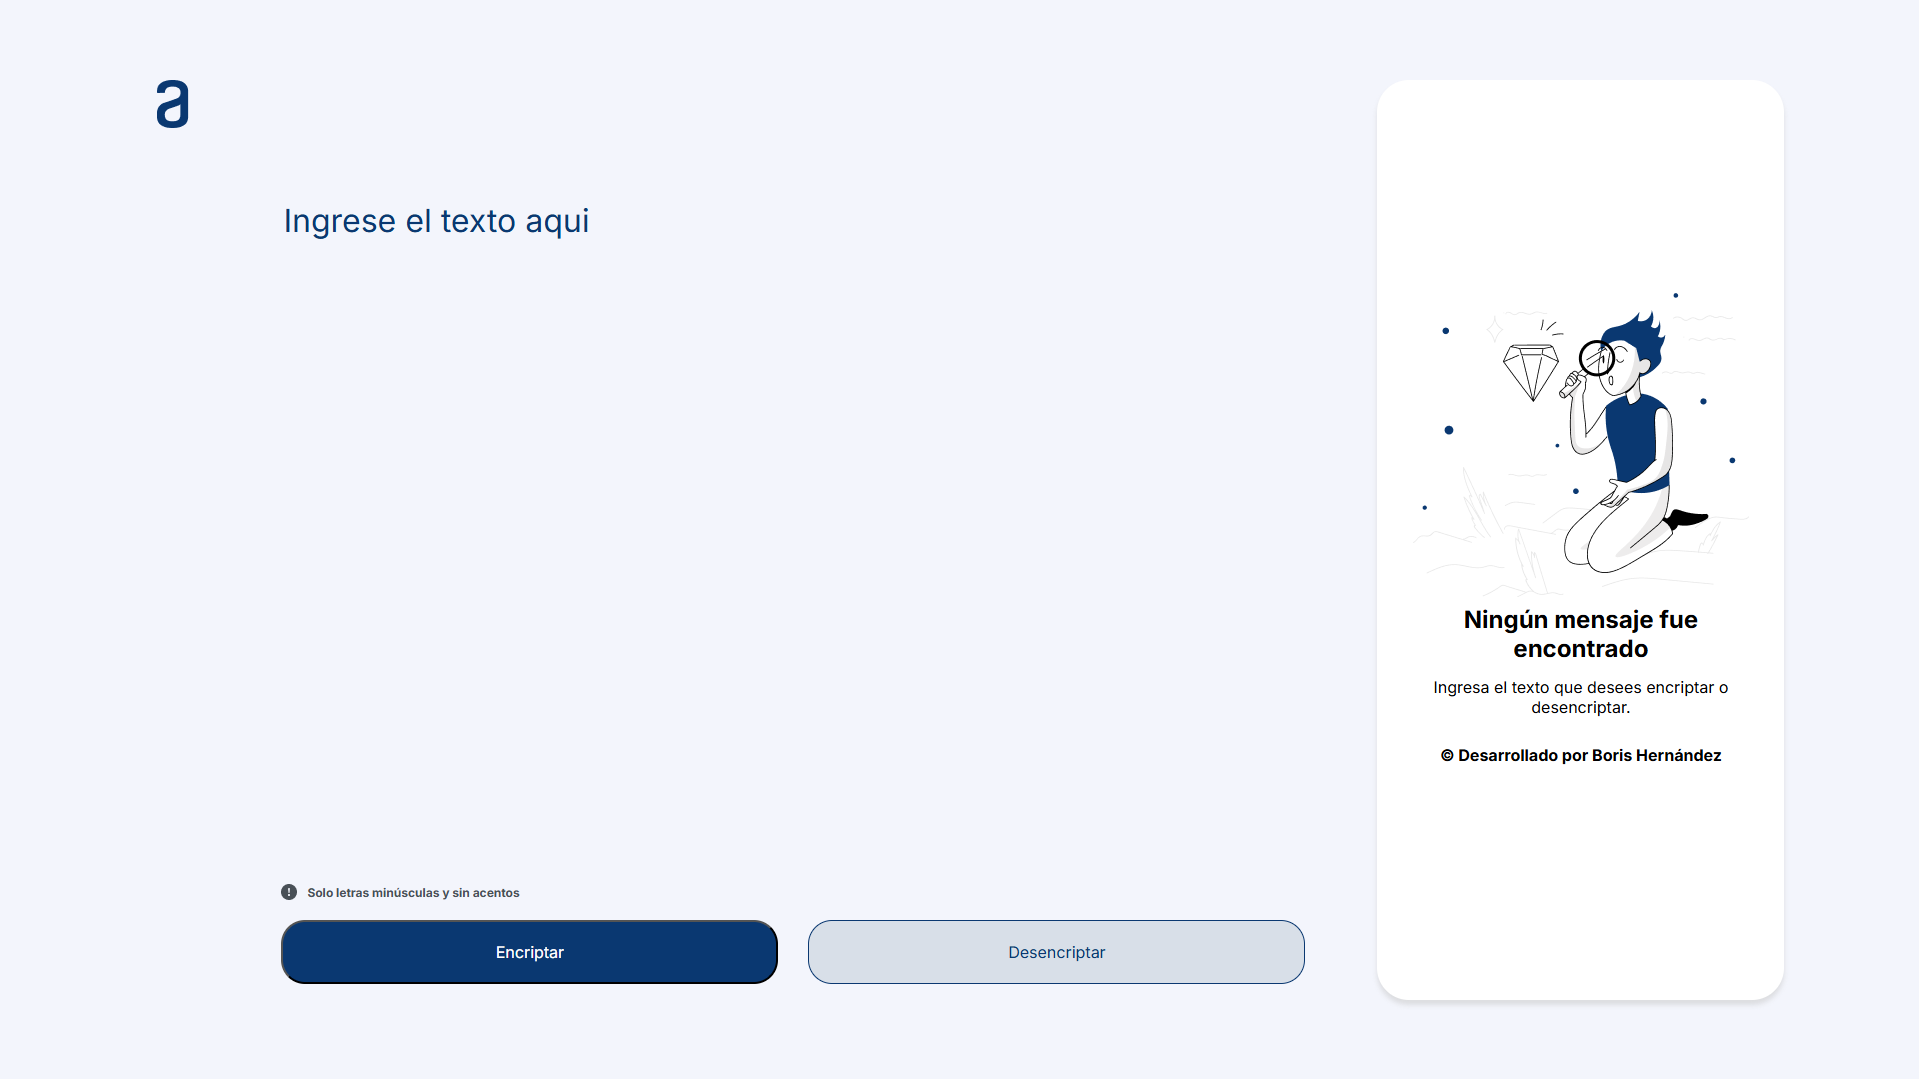 a
Ingrese el texto aqui
Ningún mensaje fue
encontrado
Ingresa el texto que desees encriptar o
desencriptar.
© Desarrollado por Boris Hernández
Solo letras minúsculas y sin acentos
Encriptar
Desencriptar